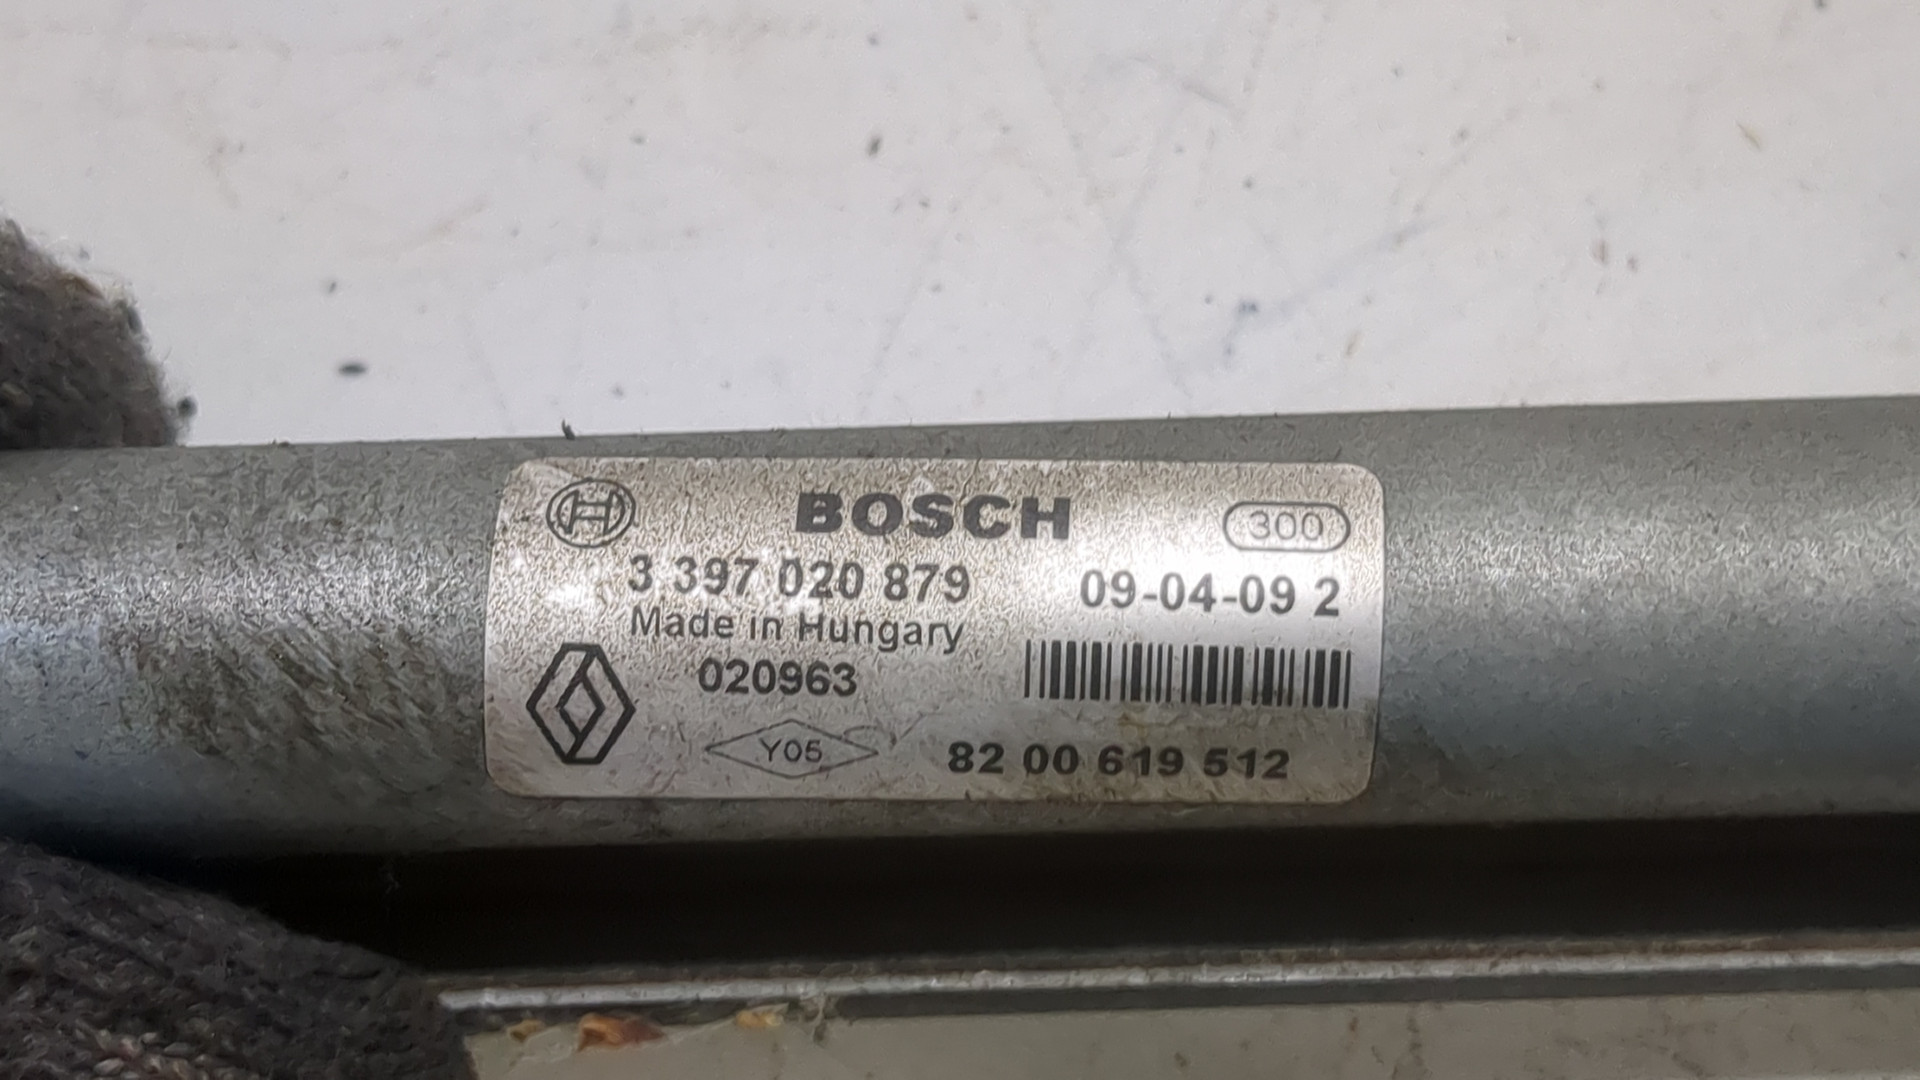 BOSCH 300
3 397 020 879 09-04-09 2
Made in Hungary
020963
Y05 82 00 619 512